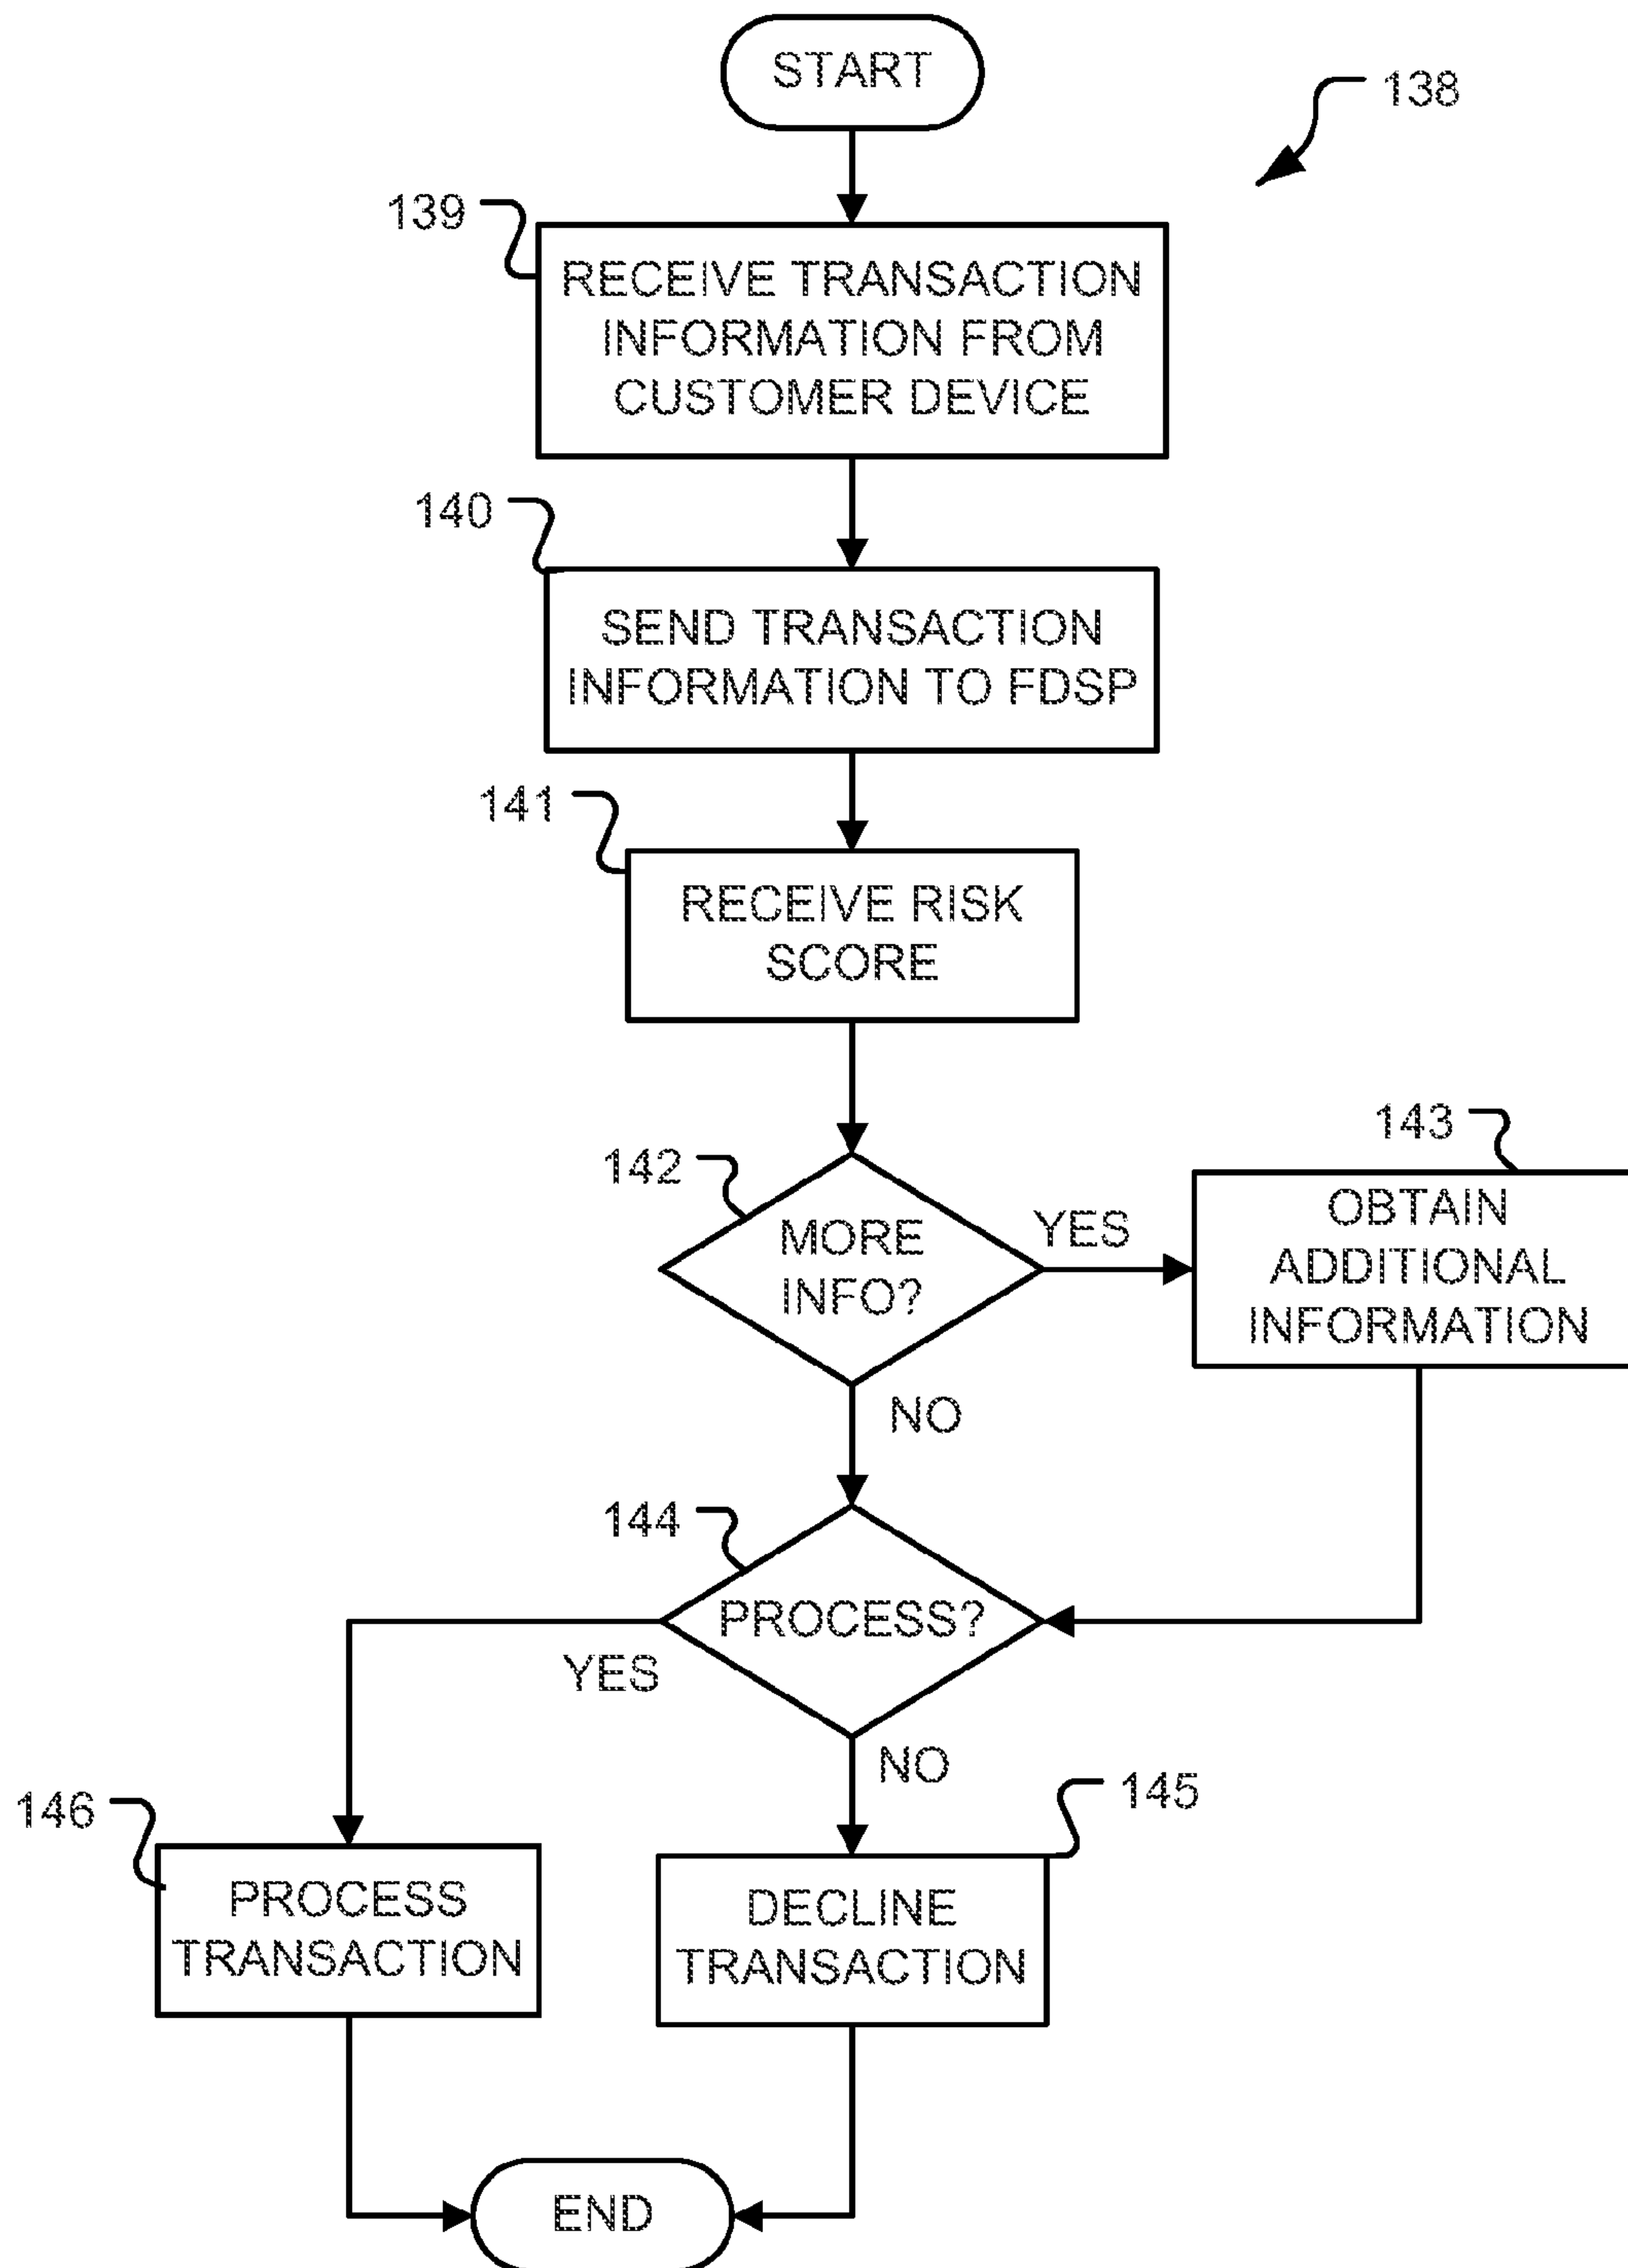 START
138
139
RECEIVE TRANSACTION
INFORMATION FROM
CUSTOMER DEVICE
140
SEND TRANSACTION
INFORMATION TO FDSP
141
RECEIVE RISK
SCORE
142
MORE
INFO?
YES
143
OBTAIN
ADDITIONAL
INFORMATION
NO
144
PROCESS?
YES
NO
146
PROCESS
TRANSACTION
145
DECLINE
TRANSACTION
END